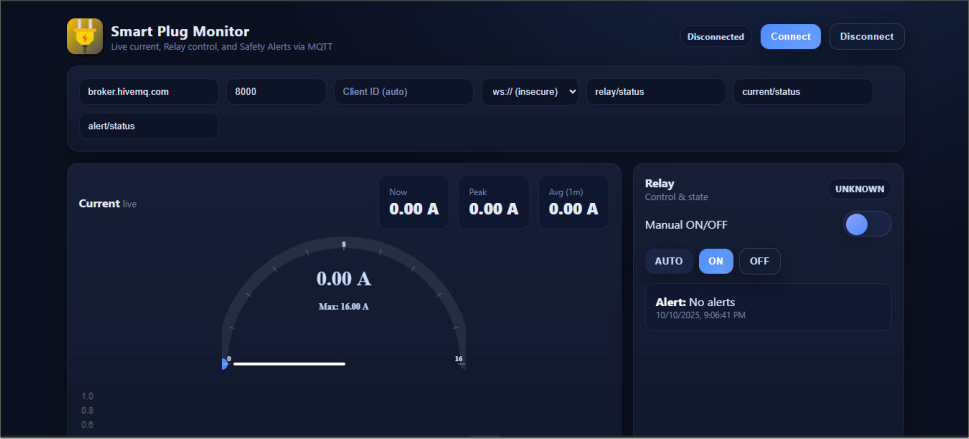 Smart Plug Monitor
Live current, Relay control, and Safety Alerts via MQTT
Disconnected
Connect
Disconnect
broker.hivemq.com
8000
Client ID (auto)
ws:// (insecure)
relay/status
current/status
alert/status
Current live
Now
0.00 A
Peak
0.00 A
Avg (1m)
0.00 A
8
0.00 A
Max: 16.00 A
0
16
1.0
0.8
0.6
Relay
Control & state
UNKNOWN
Manual ON/OFF
AUTO
ON
OFF
Alert: No alerts
10/10/2025, 9:06:41 PM